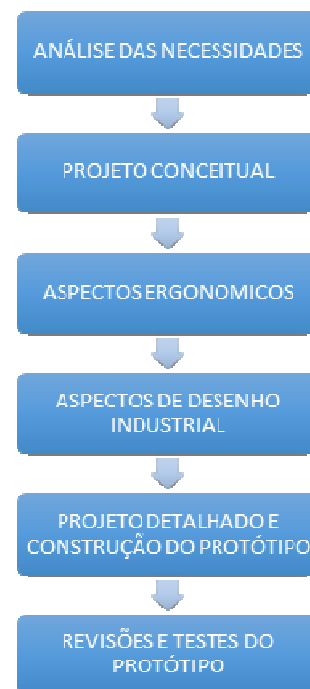 ANÁLISE DAS NECESSIDADES
PROJETO CONCEITUAL
ASPECTOS ERGONOMICOS
ASPECTOS DE DESENHO
INDUSTRIAL
PROJETO DETALHADO E
CONSTRUÇÃO DO PROTÓTIPO
REVISÕES E TESTES DO
PROTÓTIPO